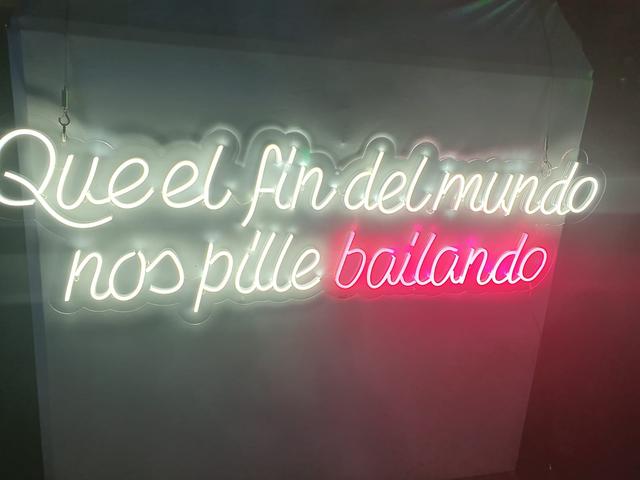 Que el fin del mundo
nos pille bailando